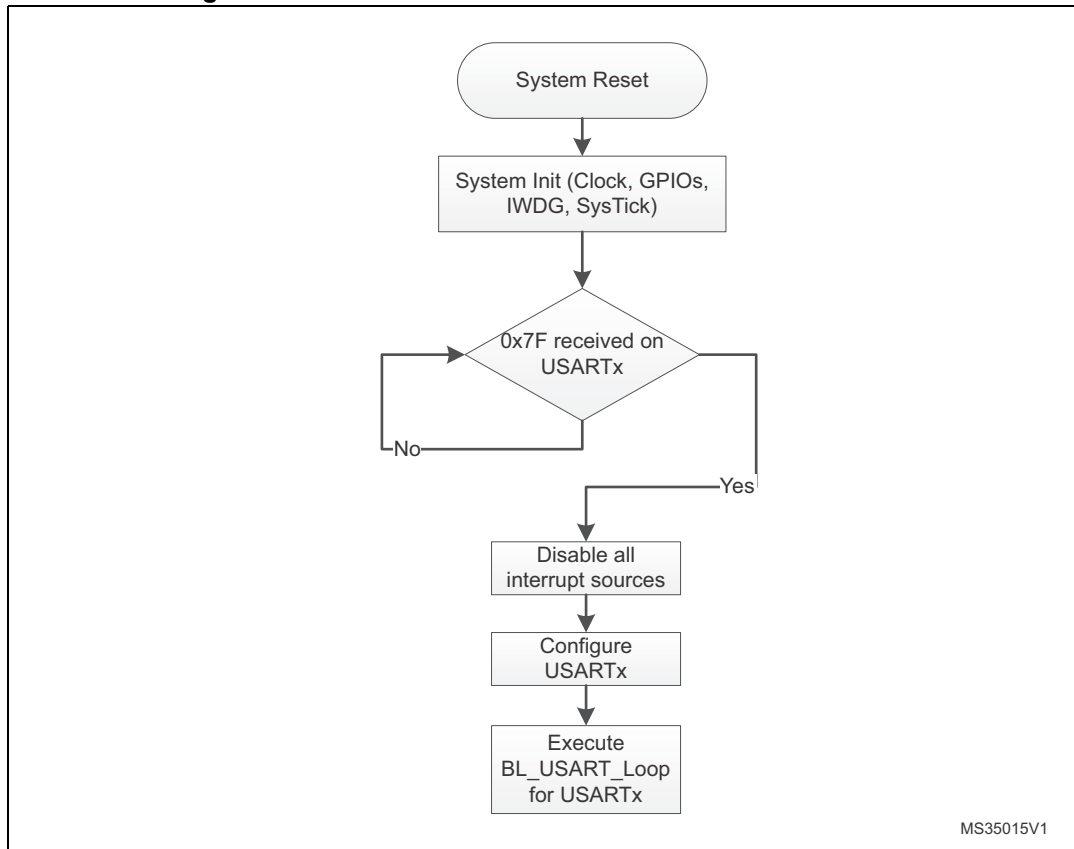 System Reset
System Init (Clock, GPIOs,
IWDG, SysTick)
0x7F received on
USARTx
No
Yes
Disable all
interrupt sources
Configure
USARTx
Execute
BL_USART_Loop
for USARTx
MS35015V1